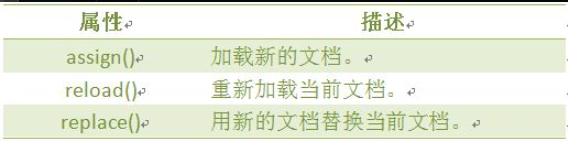 属性 描述
assign() 加载新的文档。
reload() 重新加载当前文档。
replace() 用新的文档替换当前文档。